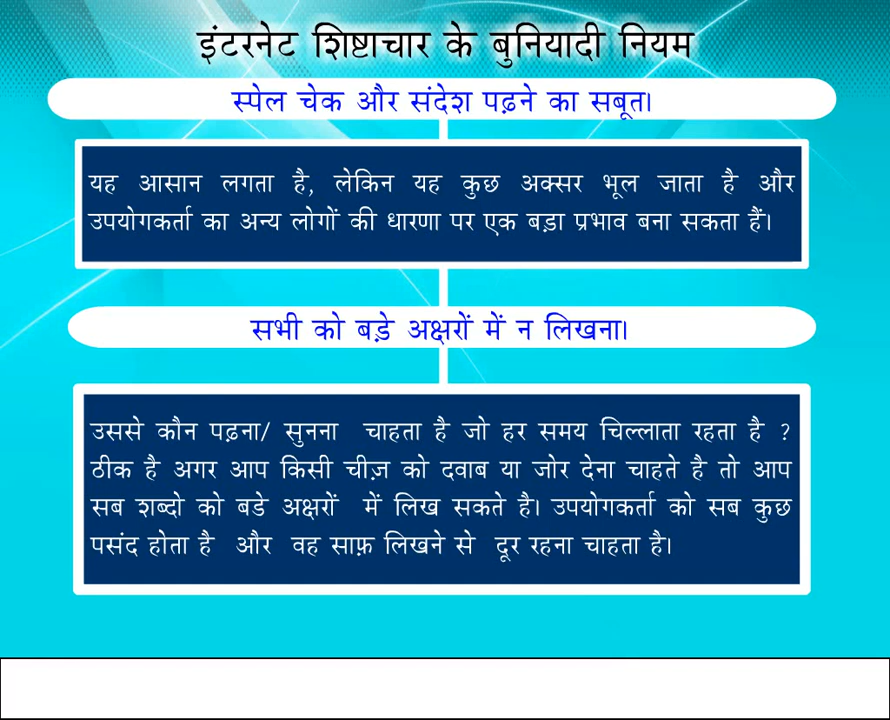 इंटरनेट शिष्टाचार के बुनियादी नियम
स्पेल चेक और संदेश पढ़ने का सबूत।
यह आसान लगता है, लेकिन यह कुछ अक्सर भूल जाता है और
उपयोगकर्ता का अन्य लोगों की धारणा पर एक बड़ा प्रभाव बना सकता हैं।
सभी को बड़े अक्षरों में न लिखना।
उससे कौन पढ़ना/ सुनना चाहता है जो हर समय चिल्लाता रहता है ?
ठीक है अगर आप किसी चीज़ को दवाब या जोर देना चाहते है तो आप
सब शब्दो को बडे अक्षरों में लिख सकते है। उपयोगकर्ता को सब कुछ
पसंद होता है और वह साफ़ लिखने से दूर रहना चाहता है।